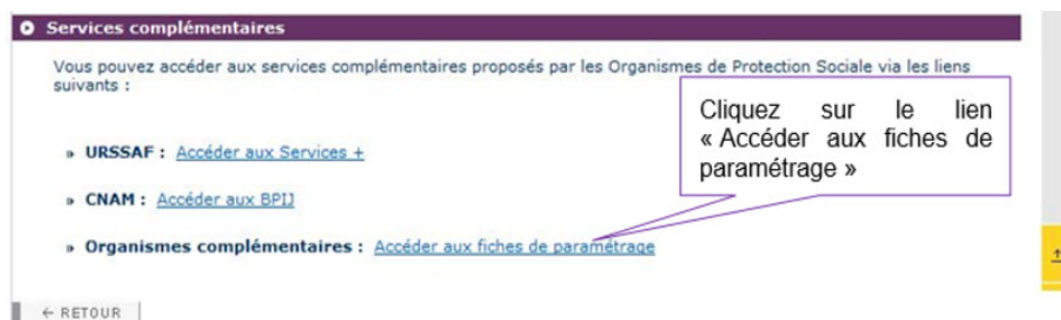 Services complémentaires
Vous pouvez accéder aux services complémentaires proposés par les Organismes de Protection Sociale via les liens
suivants :
Cliquez sur le lien
« Accéder aux fiches de
paramétrage »
» URSSAF : Accéder aux Services +
» CNAM : Accéder aux BPIJ
» Organismes complémentaires : Accéder aux fiches de paramétrage
← RETOUR